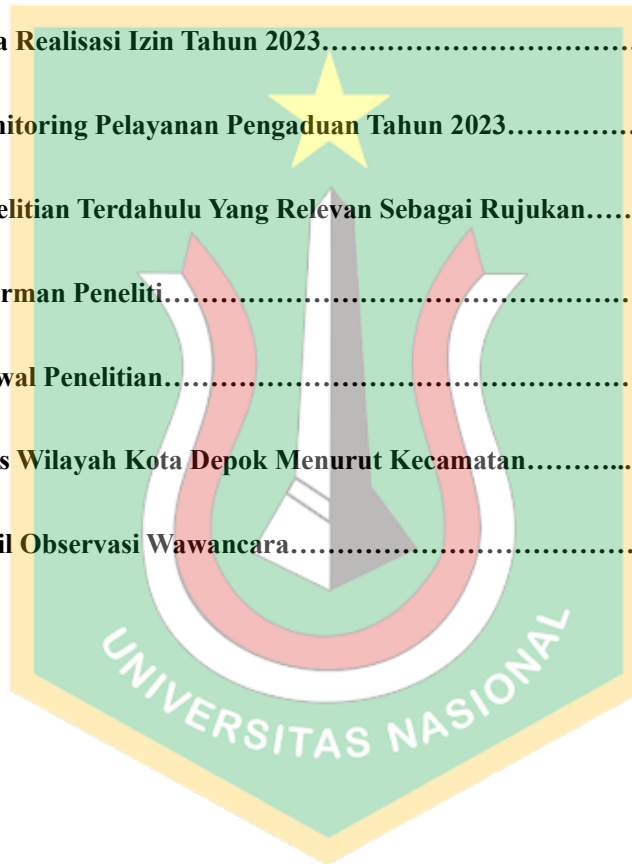 a Realisasi Izin Tahun 2023……………………………
nitoring Pelayanan Pengaduan Tahun 2023…………
elitian Terdahulu Yang Relevan Sebagai Rujukan……
rman Peneliti……………………………………………
wal Penelitian……………………………………………
s Wilayah Kota Depok Menurut Kecamatan………....
il Observasi Wawancara………………………………
UNIVERSITAS NASIONAL